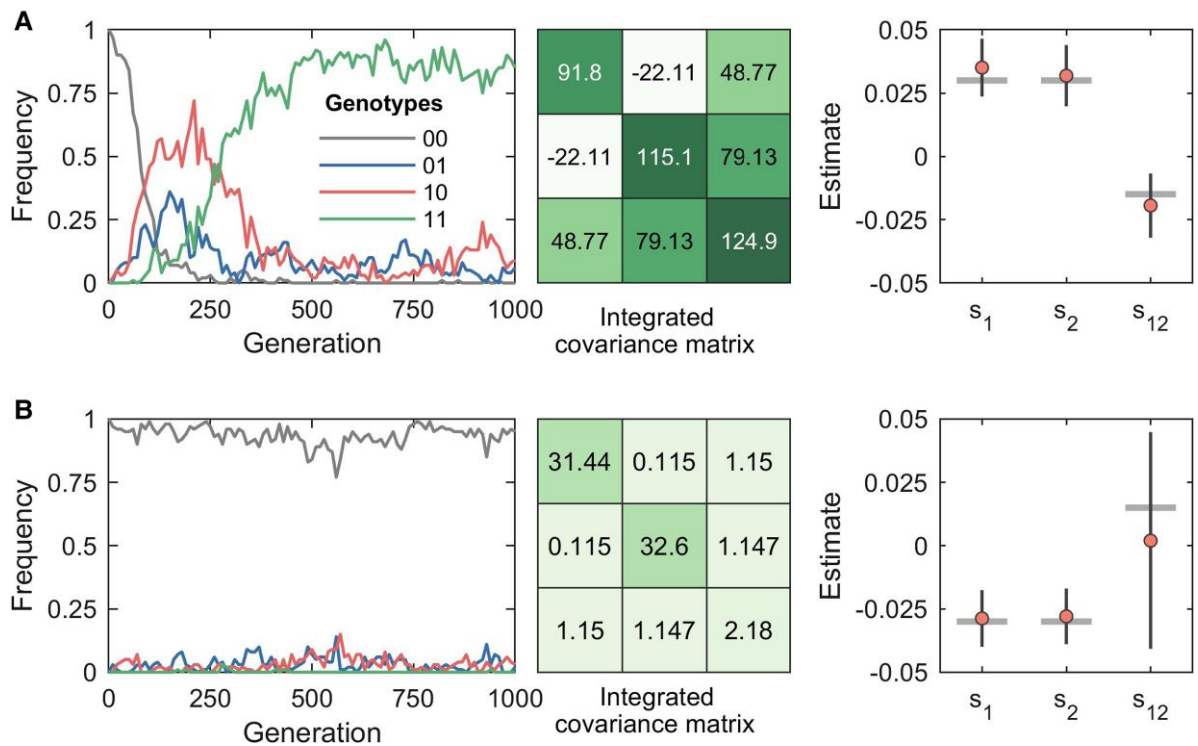 A
Frequency
1
0.75
0.5
0.25
0
0
250
500
750
1000
Generation
Genotypes
00
01
10
11
91.8 -22.11 48.77
-22.11 115.1 79.13
48.77 79.13 124.9
Integrated
covariance matrix
Estimate
0.05
0.025
0
-0.025
-0.05
s1 s2 s12
B
Frequency
1
0.75
0.5
0.25
0
0
250
500
750
1000
Generation
31.44 0.115 1.15
0.115 32.6 1.147
1.15 1.147 2.18
Integrated
covariance matrix
Estimate
0.05
0.025
0
-0.025
-0.05
s1 s2 s12